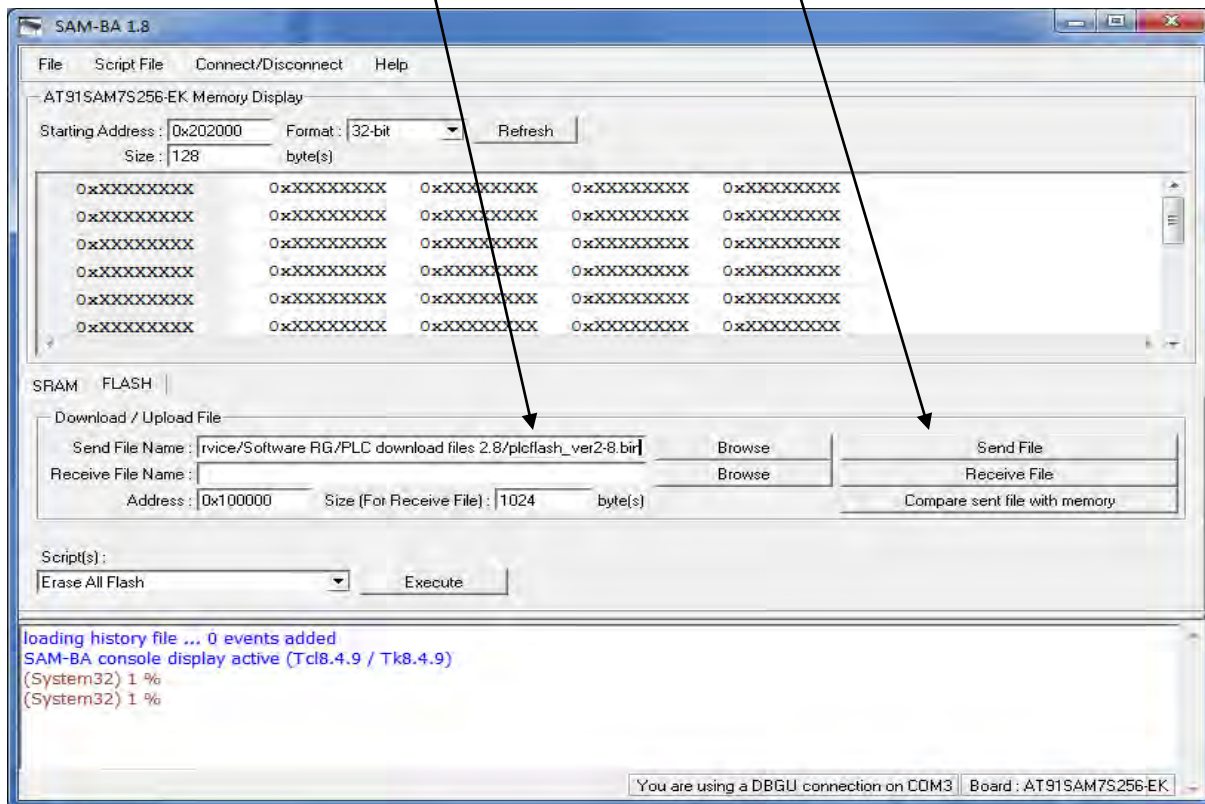 SAM-BA 1.8
File Script File Connect/Disconnect Help
AT91SAM7S256-EK Memory Display
Starting Address : 0x202000 Format : 32-bit Refresh
Size : 128 byte(s)
0xXXXXXXXX 0xXXXXXXXX 0xXXXXXXXX 0xXXXXXXXX 0xXXXXXXXX
0xXXXXXXXX 0xXXXXXXXX 0xXXXXXXXX 0xXXXXXXXX 0xXXXXXXXX
0xXXXXXXXX 0xXXXXXXXX 0xXXXXXXXX 0xXXXXXXXX 0xXXXXXXXX
0xXXXXXXXX 0xXXXXXXXX 0xXXXXXXXX 0xXXXXXXXX 0xXXXXXXXX
0xXXXXXXXX 0xXXXXXXXX 0xXXXXXXXX 0xXXXXXXXX 0xXXXXXXXX
0xXXXXXXXX 0xXXXXXXXX 0xXXXXXXXX 0xXXXXXXXX 0xXXXXXXXX
SRAM FLASH
Download / Upload File
Send File Name : rvice/Software RG/PLC download files 2.8/plcflash_ver2-8.bin Browse Send File
Receive File Name : Browse Receive File
Address : 0x100000 Size (For Receive File) : 1024 byte(s) Compare sent file with memory
Script(s) :
Erase All Flash Execute
loading history file ... 0 events added
SAM-BA console display active (Tcl8.4.9 / Tk8.4.9)
(System32) 1 %
(System32) 1 %
You are using a DBGU connection on COM3 Board : AT91SAM7S256-EK